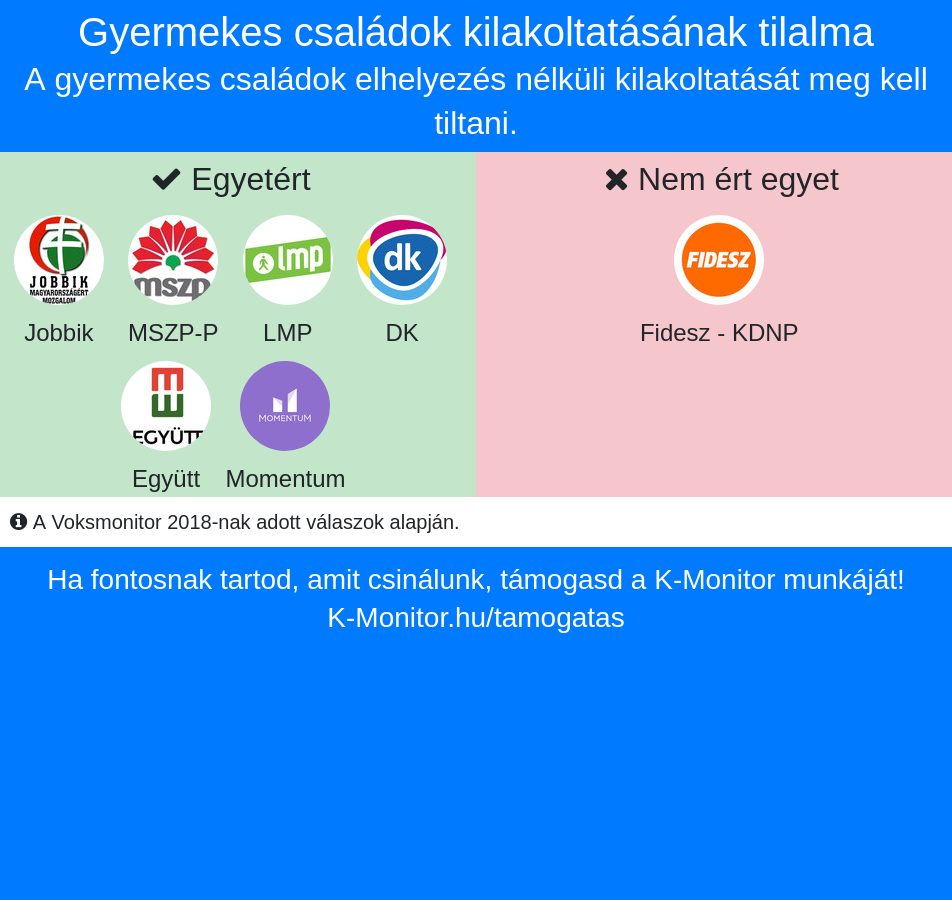 Gyermekes családok kilakoltatásának tilalma
A gyermekes családok elhelyezés nélküli kilakoltatását meg kell
tiltani.
Egyetért
Nem ért egyet
JOBBIK
MAGYARORSZÁGÉRT
MOZGALOM
mszp
lmp
dk
FIDESZ
Jobbik
MSZP-P
LMP
DK
Fidesz - KDNP
EGYÜTT
MOMENTUM
Együtt
Momentum
A Voksmonitor 2018-nak adott válaszok alapján.
Ha fontosnak tartod, amit csinálunk, támogasd a K-Monitor munkáját!
K-Monitor.hu/tamogatas